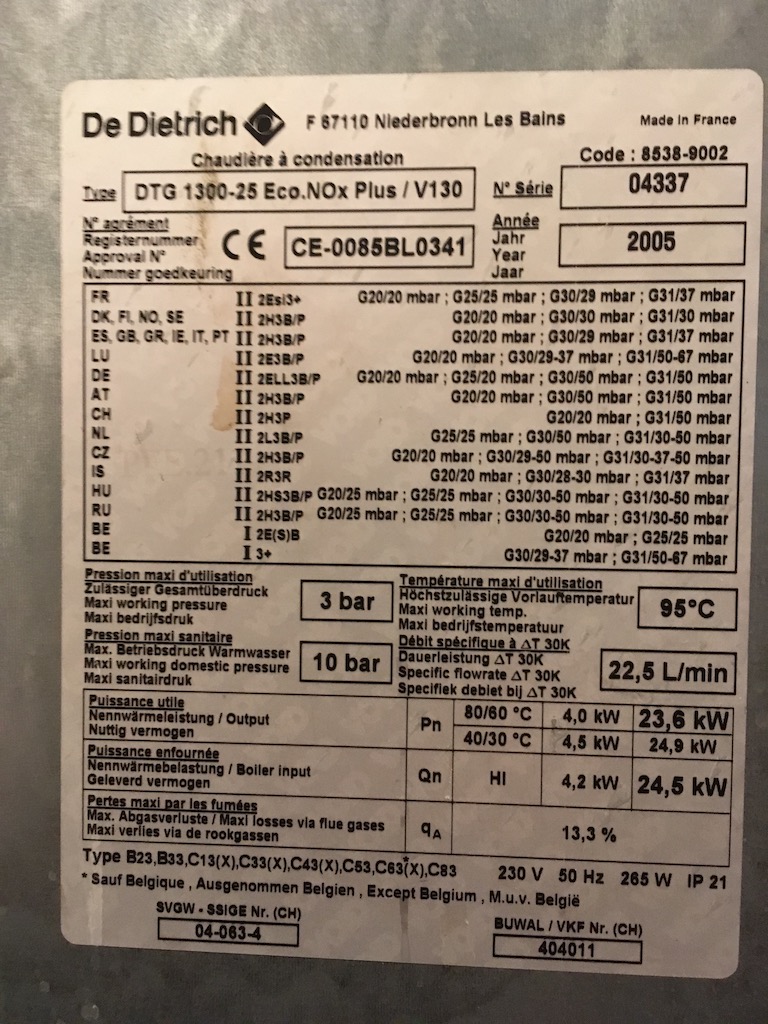 De Dietrich F 67110 Niederbronn Les Bains Made in France
Chaudière à condensation Code : 8538-9002
Type DTG 1300-25 Eco.NOx Plus / V130 N° Série 04337
N° agrément
Registernummer
Approval N°
Nummer goedkeuring
CE CE-0085BL0341
Année
Jahr
Year
Jaar
2005
FR II 2Esi3+ G20/20 mbar ; G25/25 mbar ; G30/29 mbar ; G31/37 mbar
DK, FI, NO, SE II 2H3B/P G20/20 mbar ; G30/30 mbar ; G31/30 mbar
ES, GB, GR, IE, IT, PT II 2H3B/P G20/20 mbar ; G30/29 mbar ; G31/37 mbar
LU II 2E3B/P G20/20 mbar ; G30/29-37 mbar ; G31/50-67 mbar
DE II 2ELL3B/P G20/20 mbar ; G25/20 mbar ; G30/50 mbar ; G31/50 mbar
AT II 2H3B/P G20/20 mbar ; G30/50 mbar ; G31/50 mbar
CH II 2H3P G20/20 mbar ; G31/50 mbar
NL II 2L3B/P G25/25 mbar ; G30/50 mbar ; G31/30-50 mbar
CZ II 2H3B/P G20/20 mbar ; G30/29-50 mbar ; G31/30-37-50 mbar
IS II 2R3R G20/20 mbar ; G30/28-30 mbar ; G31/37 mbar
HU II 2HS3B/P G20/25 mbar ; G25/25 mbar ; G30/30-50 mbar ; G31/30-50 mbar
RU II 2H3B/P G20/25 mbar ; G25/25 mbar ; G30/30-50 mbar ; G31/30-50 mbar
BE I 2E(S)B G20/20 mbar ; G25/25 mbar
BE I 3+ G30/29-37 mbar ; G31/50-67 mbar
Pression maxi d'utilisation
Zulässiger Gesamtüberdruck
Maxi working pressure
Maxi bedrijfsdruk
3 bar
Température maxi d'utilisation
Höchstzulässige Vorlauftemperatur
Maxi working temp.
Maxi bedrijfstemperatuur
95°C
Pression maxi sanitaire
Max. Betriebsdruck Warmwasser
Maxi working domestic pressure
Maxi sanitairdruk
10 bar
Débit spécifique à ΔT 30K
Dauerleistung ΔT 30K
Specific flowrate ΔT 30K
Specifiek debiet bij ΔT 30K
22,5 L/min
Puissance utile
Nennwärmeleistung / Output
Nuttig vermogen
Pn 80/60 °C 4,0 kW 23,6 kW
40/30 °C 4,5 kW 24,9 kW
Puissance enfournée
Nennwärmebelastung / Boiler input
Geleverd vermogen
Qn HI 4,2 kW 24,5 kW
Pertes maxi par les fumées
Max. Abgasverluste / Maxi losses via flue gases
Maxi verlies via de rookgassen
qA 13,3 %
Type B23,B33,C13(X),C33(X),C43(X),C53,C63*(X),C83 230 V 50 Hz 265 W IP 21
* Sauf Belgique , Ausgenommen Belgien , Except Belgium , M.u.v. België
SVGW - SSIGE Nr. (CH)
04-063-4
BUWAL / VKF Nr. (CH)
404011